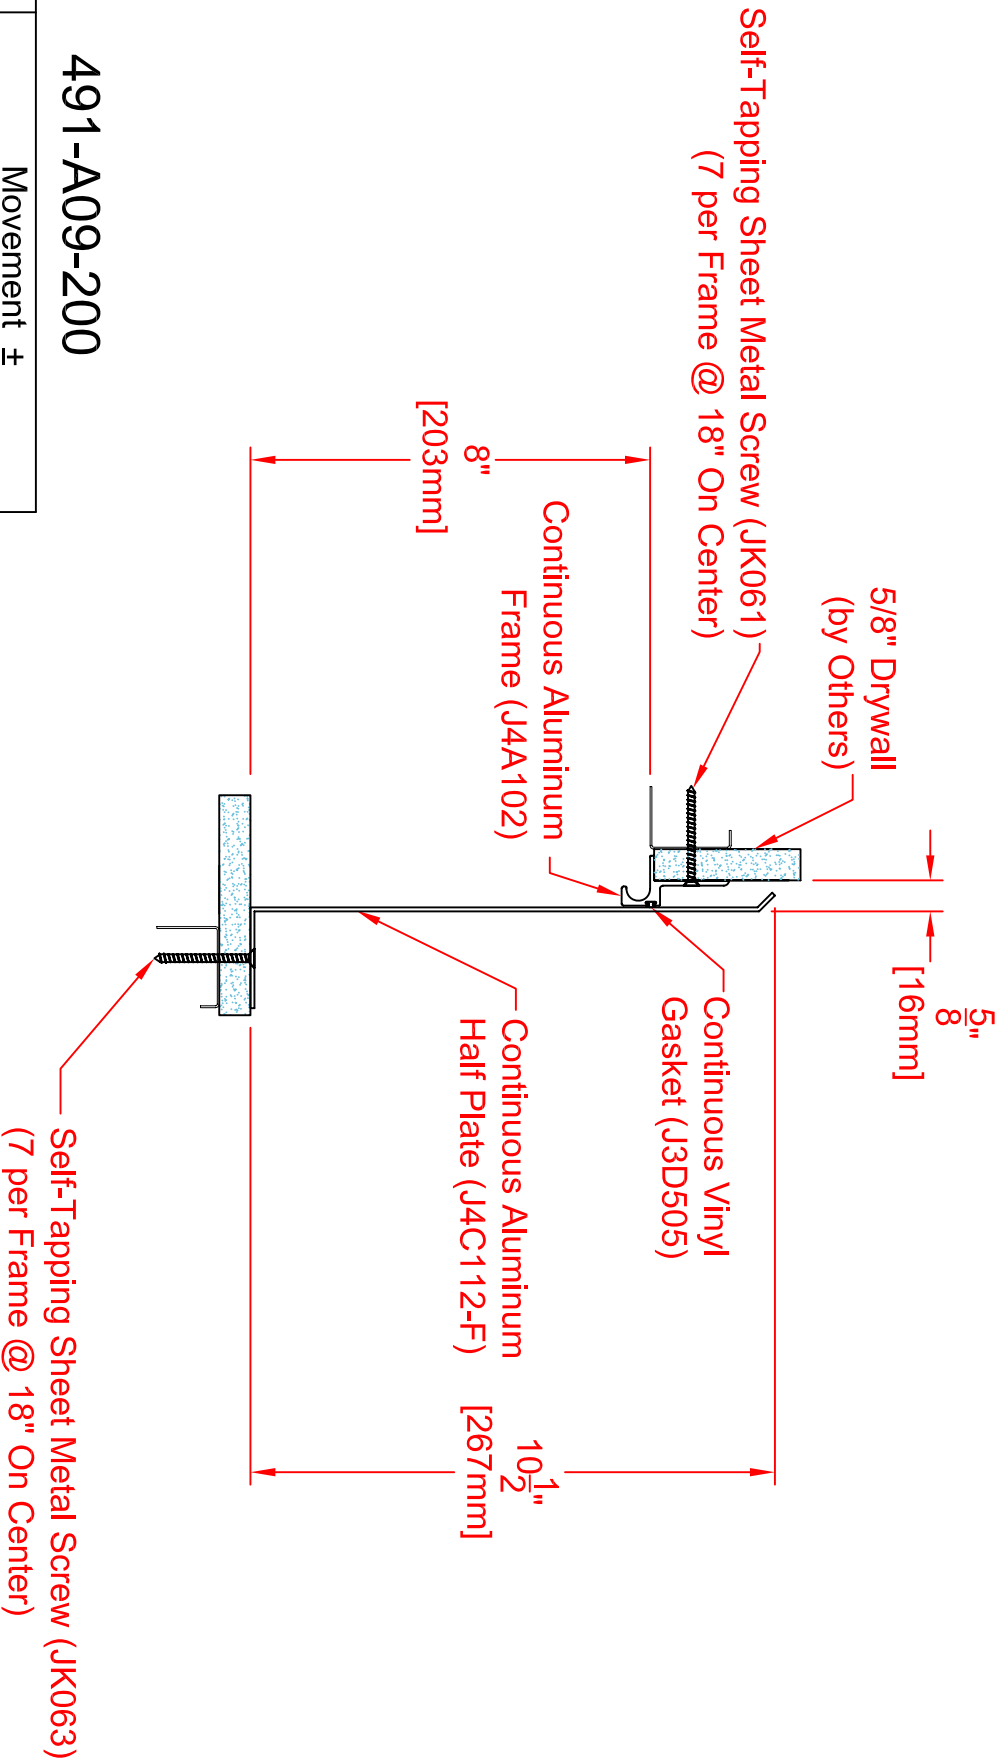 5/8" Drywall
(by Others)
5/8"
[16mm]
Self-Tapping Sheet Metal Screw (JK061)
(7 per Frame @ 18" On Center)
Continuous Vinyl
Gasket (J3D505)
Continuous Aluminum
Frame (J4A102)
Continuous Aluminum
Half Plate (J4C112-F)
8"
[203mm]
10 1/2"
[267mm]
Self-Tapping Sheet Metal Screw (JK063)
(7 per Frame @ 18" On Center)
491-A09-200
Movement ±